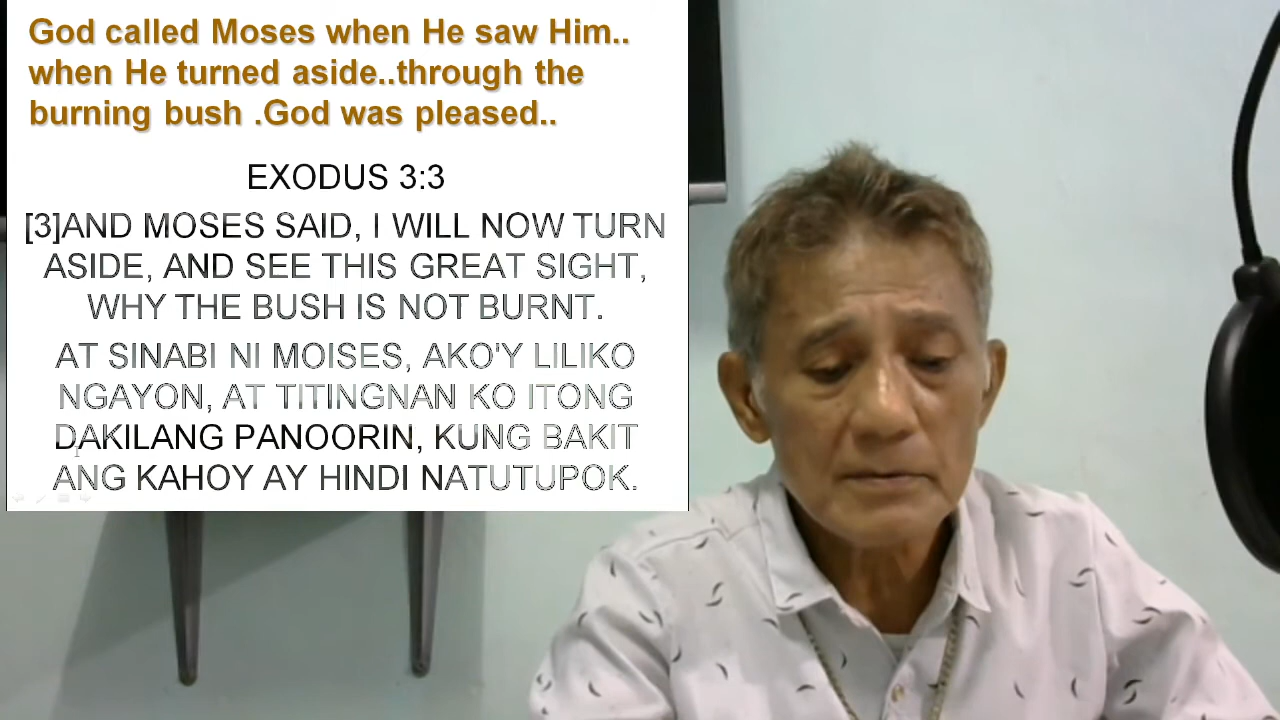 God called Moses when He saw Him..
when He turned aside..through the
burning bush .God was pleased..
EXODUS 3:3
[3]AND MOSES SAID, I WILL NOW TURN
ASIDE, AND SEE THIS GREAT SIGHT,
WHY THE BUSH IS NOT BURNT.
AT SINABI NI MOISES, AKO'Y LILIKO
NGAYON, AT TITINGNAN KO ITONG
DAKILANG PANOORIN, KUNG BAKIT
ANG KAHOY AY HINDI NATUTUPOK.